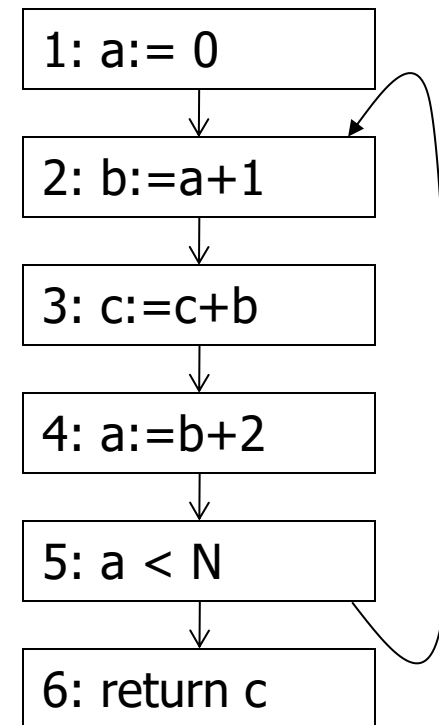 1: a:= 0
2: b:=a+1
3: c:=c+b
4: a:=b+2
5: a < N
6: return c